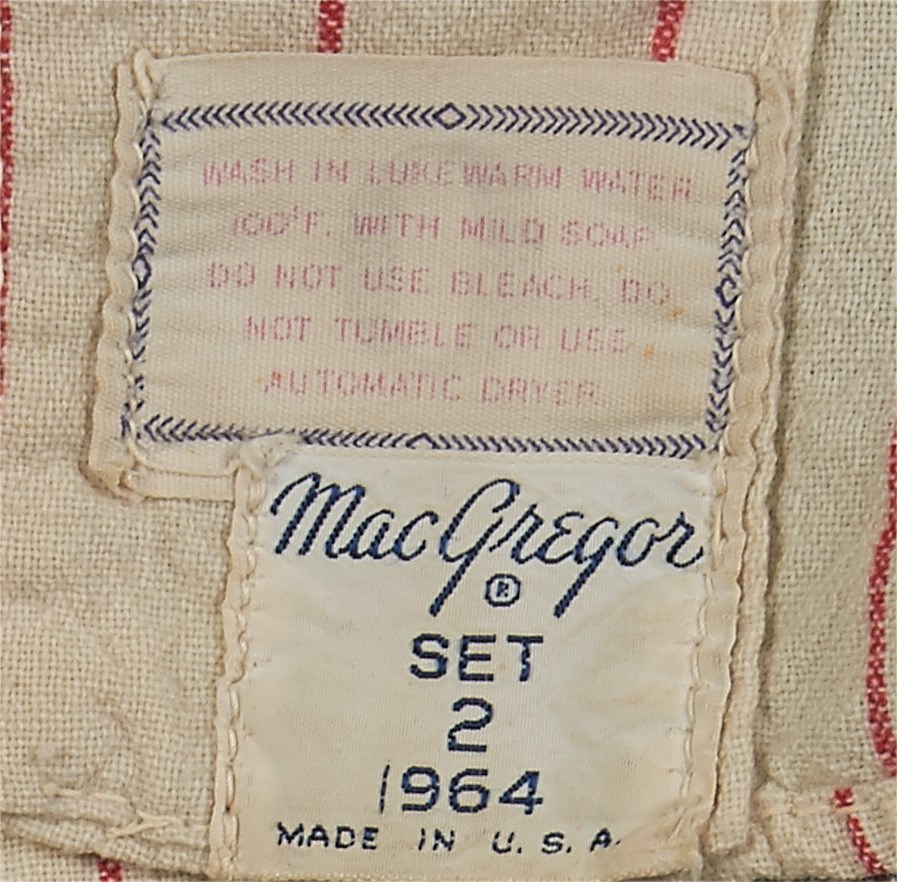 WASH IN LUKEWARM WATER
100°F. WITH MILD SOAP.
DO NOT USE BLEACH, DO
NOT TUMBLE OR USE
AUTOMATIC DRYER.
MacGregor
®
SET
2
1964
MADE IN U.S.A.